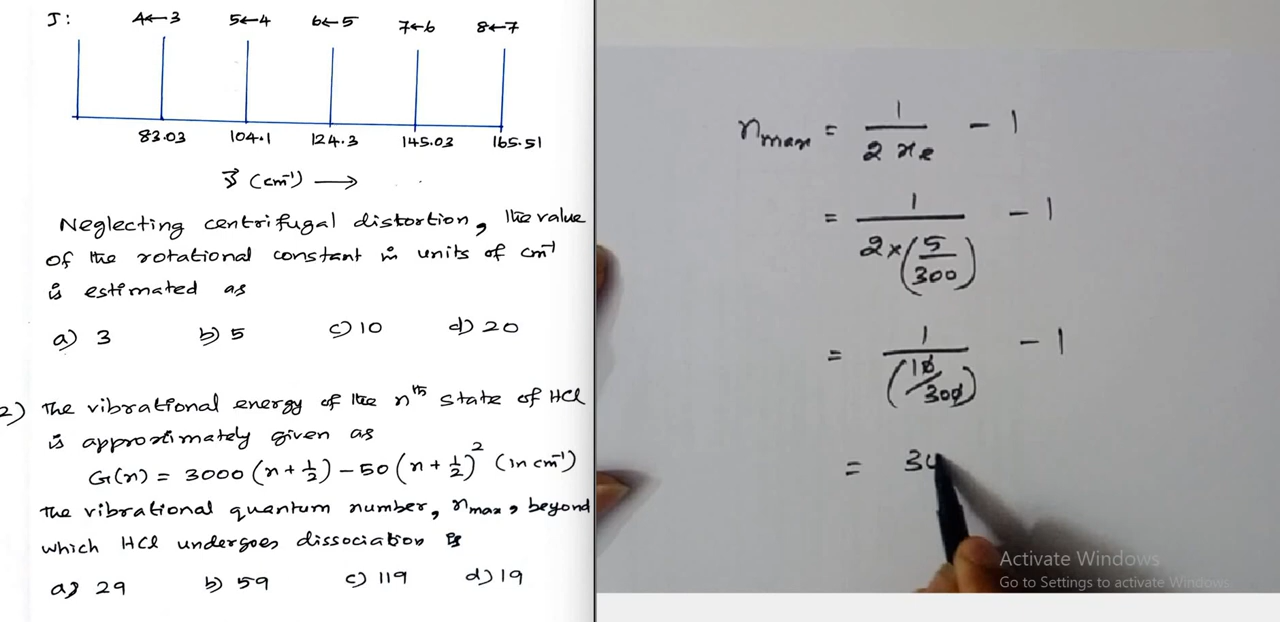 J: 4←3 5←4 6←5 7←6 8←7
83.03 104.1 124.3 145.03 165.51
ν̄ (cm⁻¹) →
Neglecting centrifugal distortion, the value
of the rotational constant in units of cm⁻¹
is estimated as
a) 3 b) 5 c) 10 d) 20
2) The vibrational energy of the nᵗʰ state of HCl
is approximately given as
G(n) = 3000 (n + 1/2) − 50 (n + 1/2)² (in cm⁻¹)
The vibrational quantum number, nmax, beyond
which HCl undergoes dissociation is
a) 29 b) 59 c) 119 d) 19
nmax = 1/(2 xe) − 1
= 1/(2 × (5/300)) − 1
= 1/(10/300) − 1
= 30
Activate Windows
Go to Settings to activate Windows.